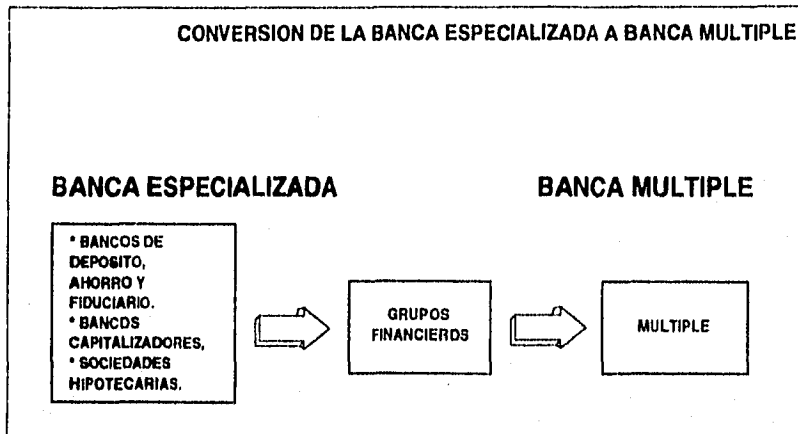 CONVERSION DE LA BANCA ESPECIALIZADA A BANCA MULTIPLE
BANCA ESPECIALIZADA
BANCA MULTIPLE
* BANCOS DE
DEPOSITO,
AHORRO Y
FIDUCIARIO.
* BANCOS
CAPITALIZADORES,
* SOCIEDADES
HIPOTECARIAS.
GRUPOS
FINANCIEROS
MULTIPLE